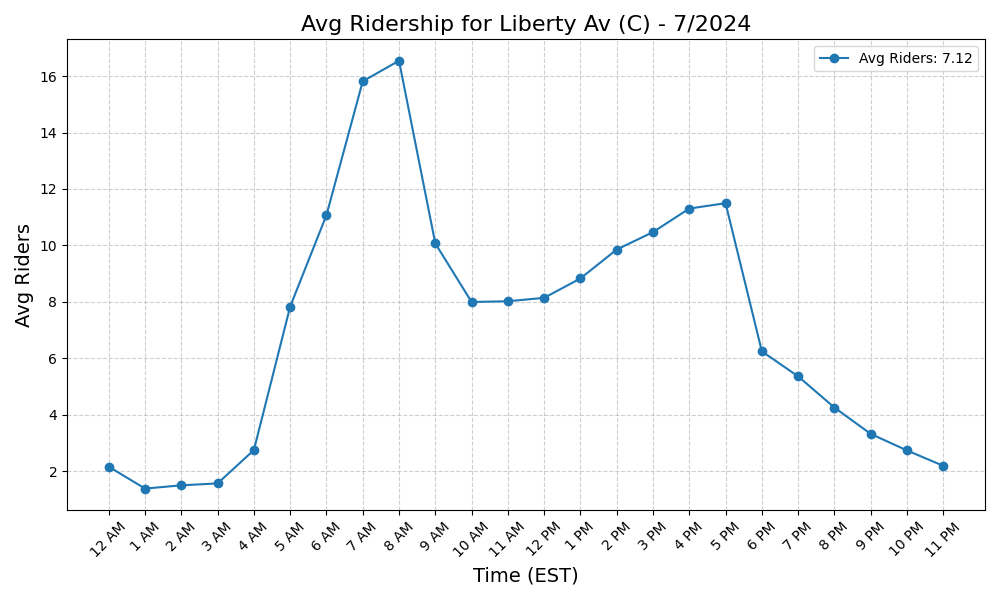 Avg Ridership for Liberty Av (C) - 7/2024
Avg Riders: 7.12
Avg Riders
16
14
12
10
8
6
4
2
12 AM
1 AM
2 AM
3 AM
4 AM
5 AM
6 AM
7 AM
8 AM
9 AM
10 AM
11 AM
12 PM
1 PM
2 PM
3 PM
4 PM
5 PM
6 PM
7 PM
8 PM
9 PM
10 PM
11 PM
Time (EST)